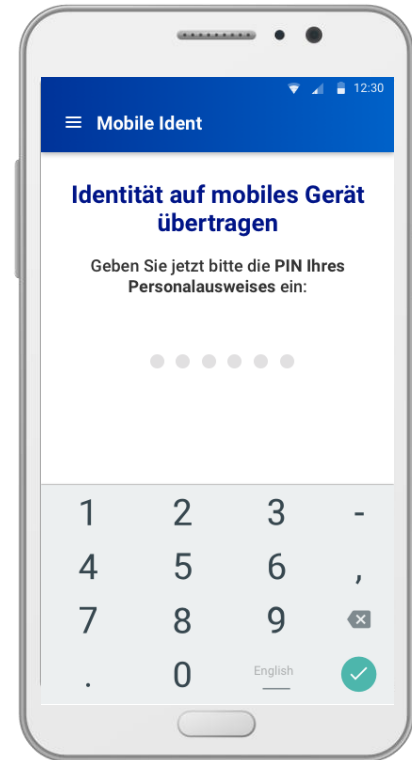 12:30
Mobile Ident
Identität auf mobiles Gerät
übertragen
Geben Sie jetzt bitte die PIN Ihres
Personalausweises ein:
1 2 3 -
4 5 6 ,
7 8 9
. 0 English